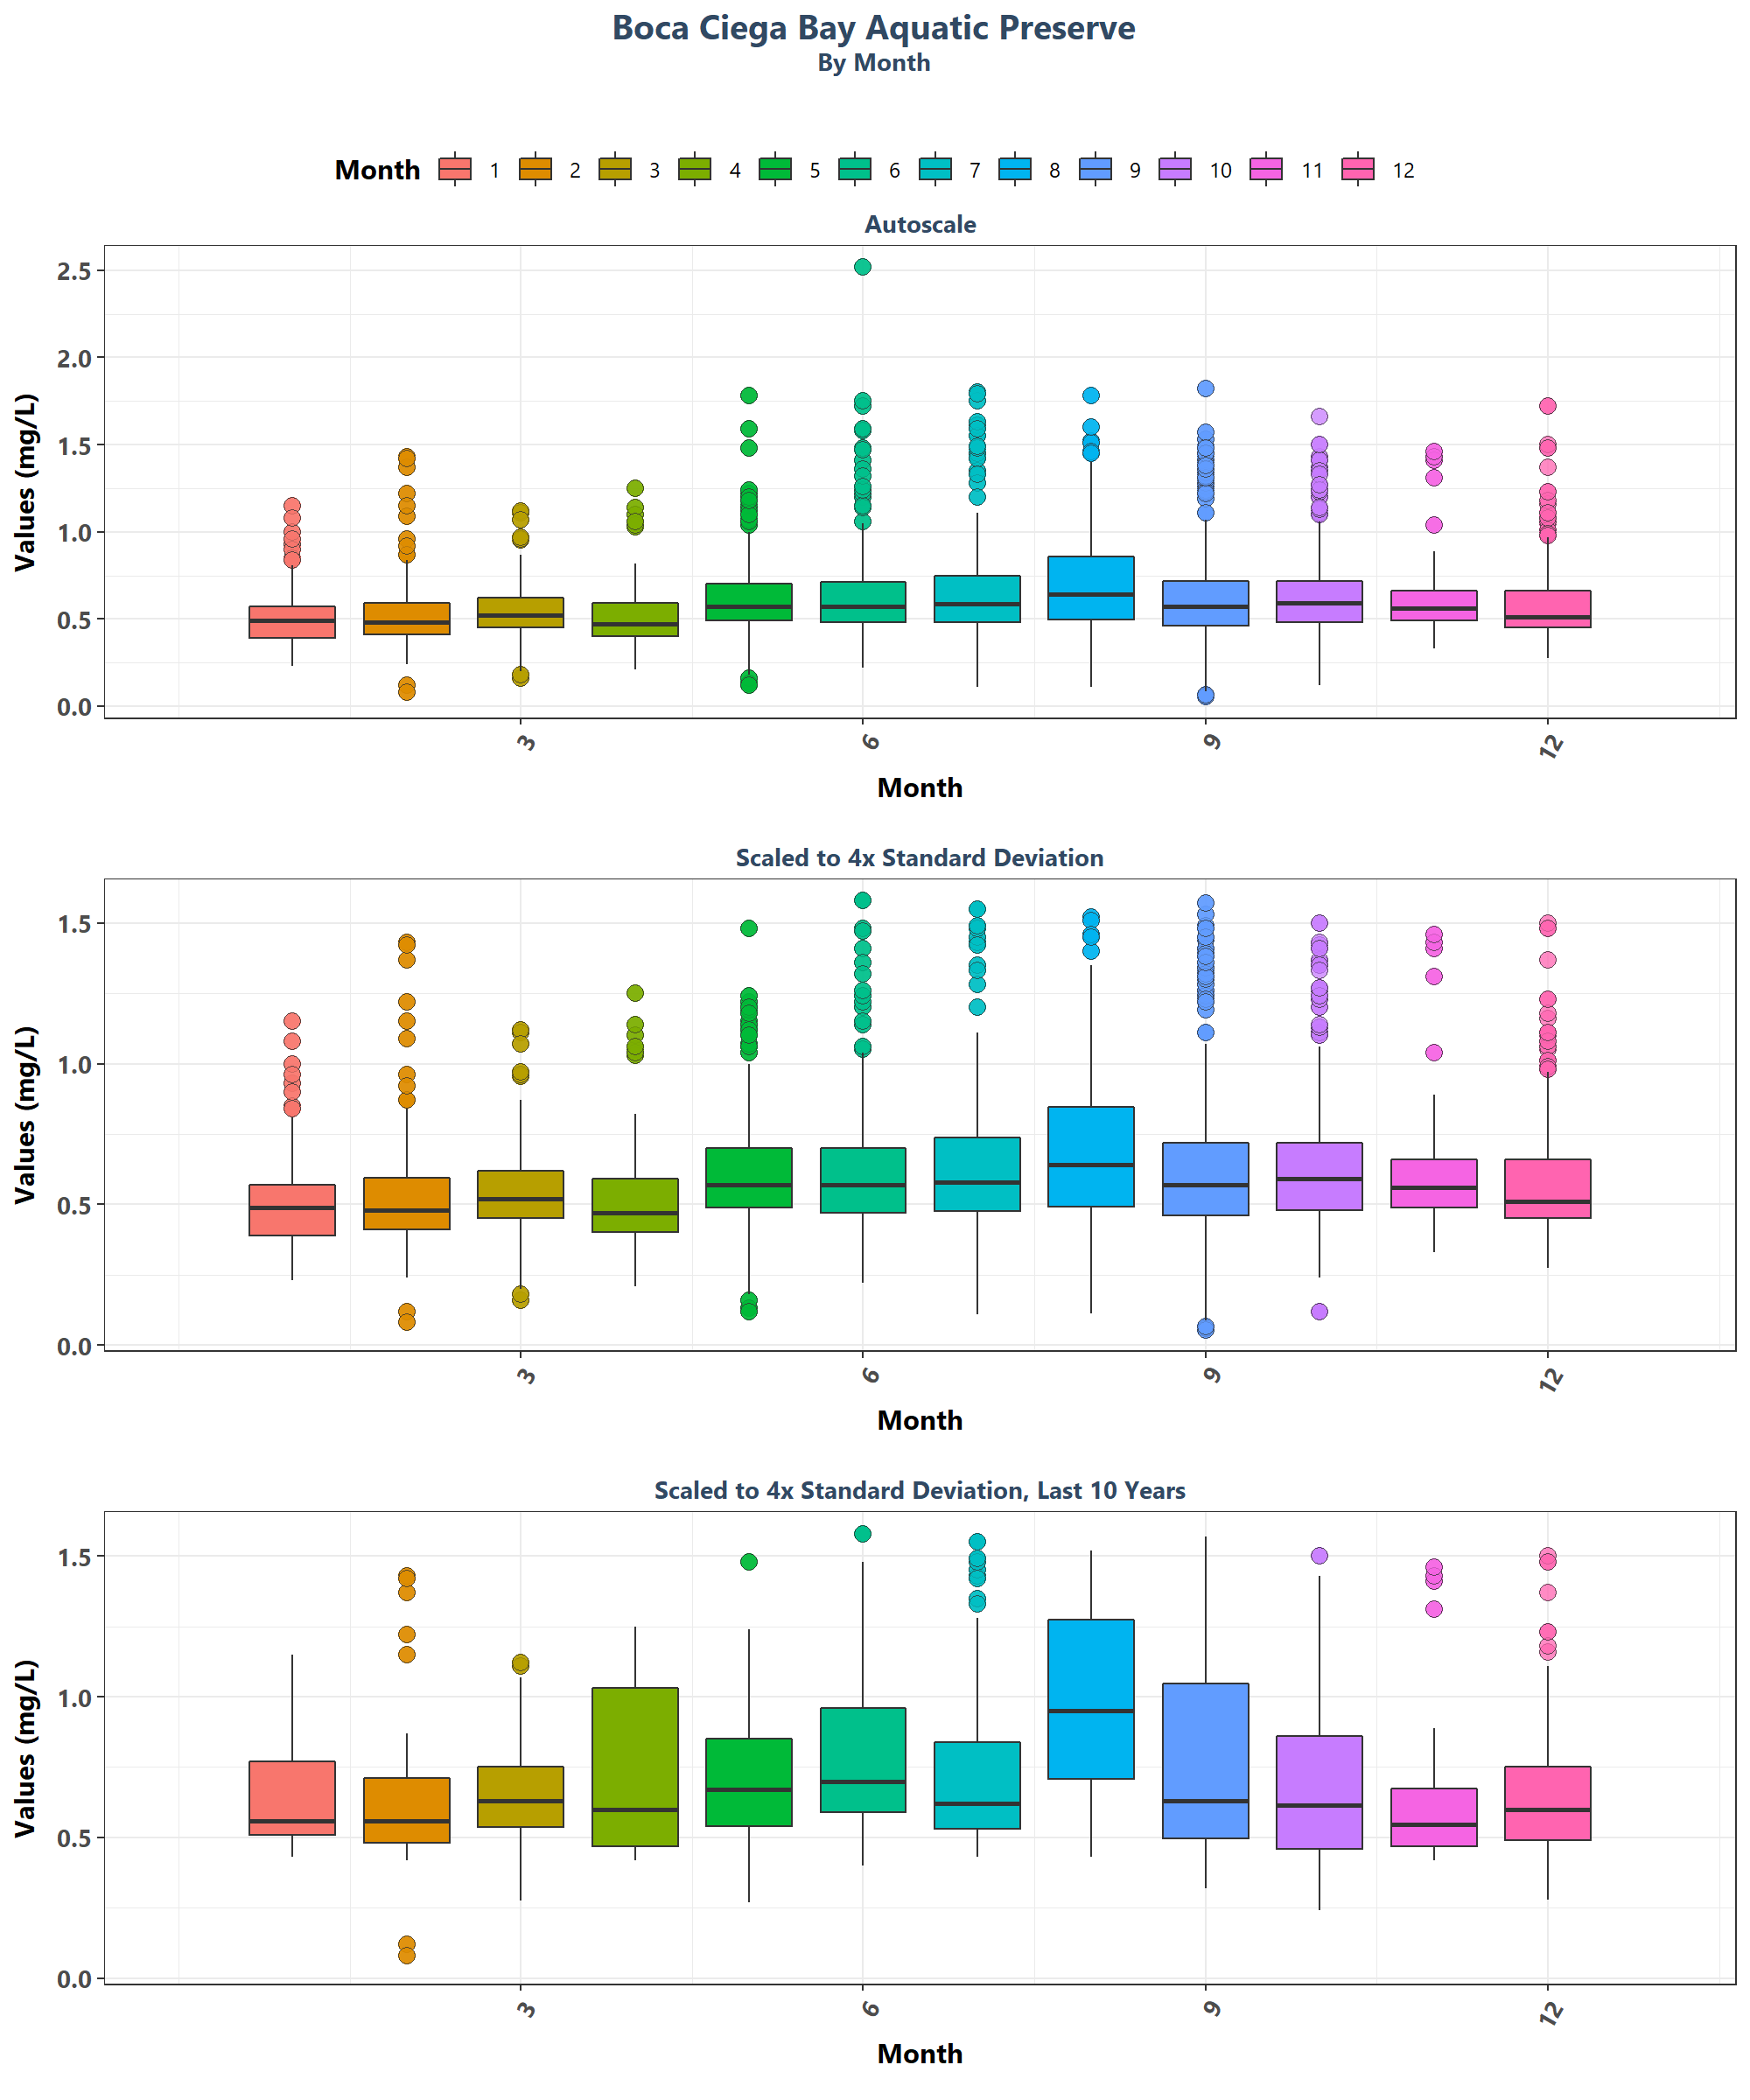 Boca Ciega Bay Aquatic Preserve
By Month
Month 1 2 3 4 5 6 7 8 9 10 11 12
Autoscale
Values (mg/L)
2.5
2.0
1.5
1.0
0.5
0.0
3 6 9 12
Month
Scaled to 4x Standard Deviation
Values (mg/L)
1.5
1.0
0.5
0.0
3 6 9 12
Month
Scaled to 4x Standard Deviation, Last 10 Years
Values (mg/L)
1.5
1.0
0.5
0.0
3 6 9 12
Month